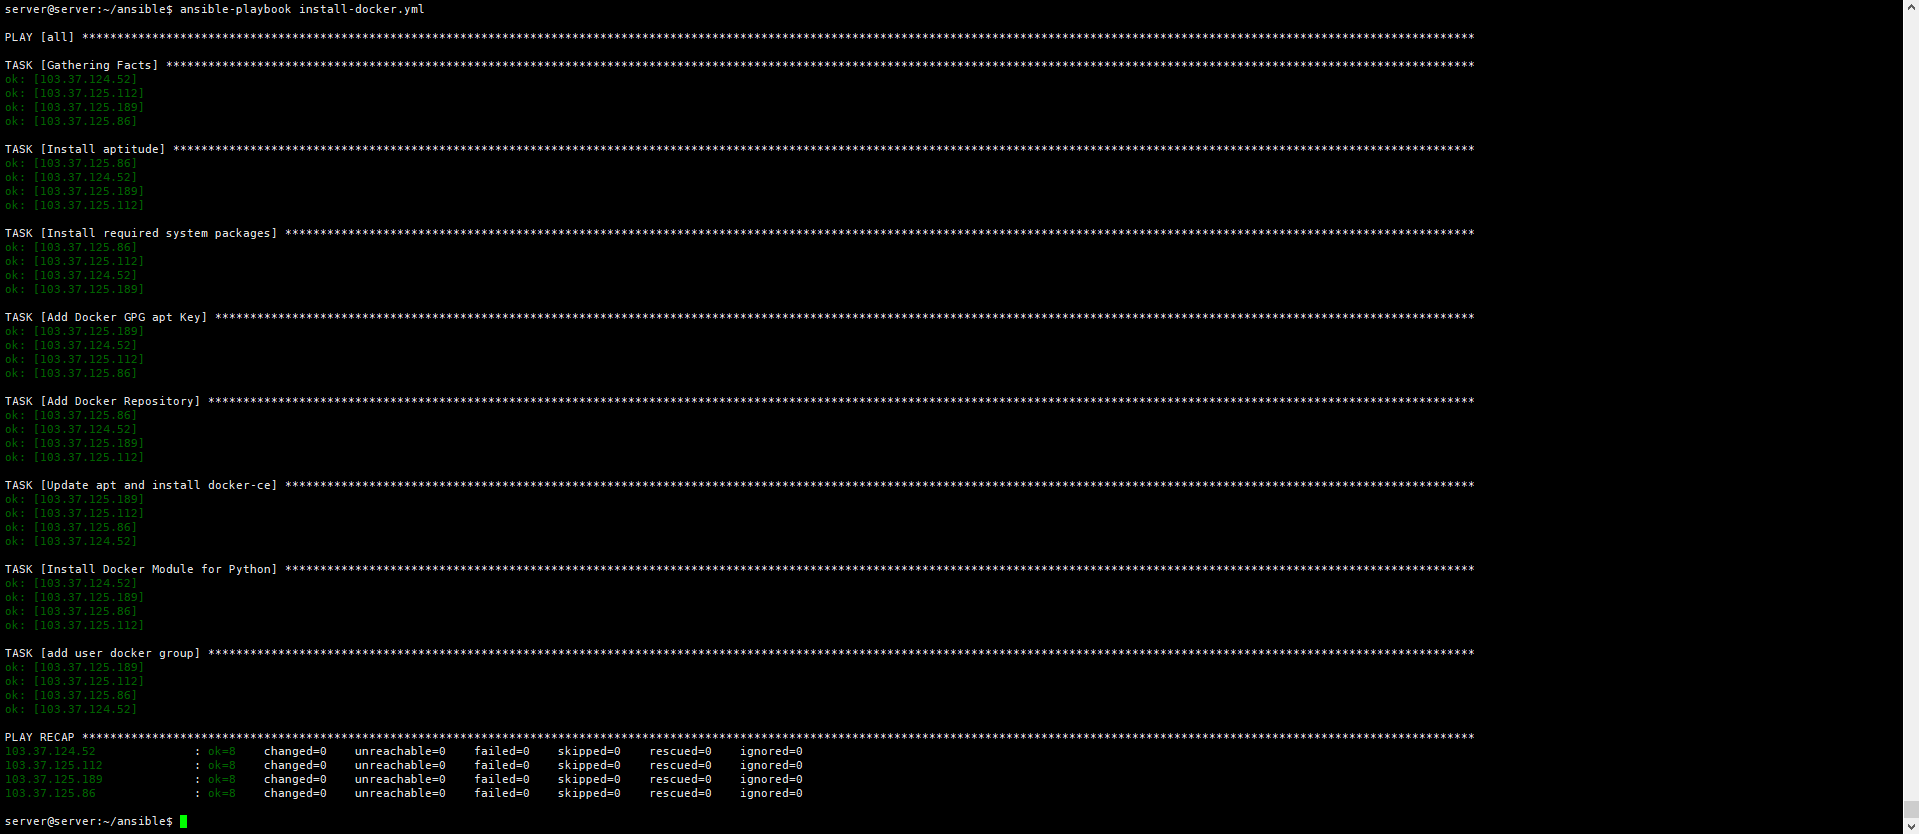 server@server:~/ansible$ ansible-playbook install-docker.yml
PLAY [all] ***************************************************************************************************************************************************************************************************
TASK [Gathering Facts] ***************************************************************************************************************************************************************************************
ok: [103.37.124.52]
ok: [103.37.125.112]
ok: [103.37.125.189]
ok: [103.37.125.86]
TASK [Install aptitude] **************************************************************************************************************************************************************************************
ok: [103.37.125.86]
ok: [103.37.124.52]
ok: [103.37.125.189]
ok: [103.37.125.112]
TASK [Install required system packages] **********************************************************************************************************************************************************************
ok: [103.37.125.86]
ok: [103.37.125.112]
ok: [103.37.124.52]
ok: [103.37.125.189]
TASK [Add Docker GPG apt Key] ********************************************************************************************************************************************************************************
ok: [103.37.125.189]
ok: [103.37.124.52]
ok: [103.37.125.112]
ok: [103.37.125.86]
TASK [Add Docker Repository] *********************************************************************************************************************************************************************************
ok: [103.37.125.86]
ok: [103.37.124.52]
ok: [103.37.125.189]
ok: [103.37.125.112]
TASK [Update apt and install docker-ce] **********************************************************************************************************************************************************************
ok: [103.37.125.189]
ok: [103.37.125.112]
ok: [103.37.125.86]
ok: [103.37.124.52]
TASK [Install Docker Module for Python] **********************************************************************************************************************************************************************
ok: [103.37.124.52]
ok: [103.37.125.189]
ok: [103.37.125.86]
ok: [103.37.125.112]
TASK [add user docker group] *********************************************************************************************************************************************************************************
ok: [103.37.125.189]
ok: [103.37.125.112]
ok: [103.37.125.86]
ok: [103.37.124.52]
PLAY RECAP ***************************************************************************************************************************************************************************************************
103.37.124.52              : ok=8    changed=0    unreachable=0    failed=0    skipped=0    rescued=0    ignored=0
103.37.125.112             : ok=8    changed=0    unreachable=0    failed=0    skipped=0    rescued=0    ignored=0
103.37.125.189             : ok=8    changed=0    unreachable=0    failed=0    skipped=0    rescued=0    ignored=0
103.37.125.86              : ok=8    changed=0    unreachable=0    failed=0    skipped=0    rescued=0    ignored=0
server@server:~/ansible$